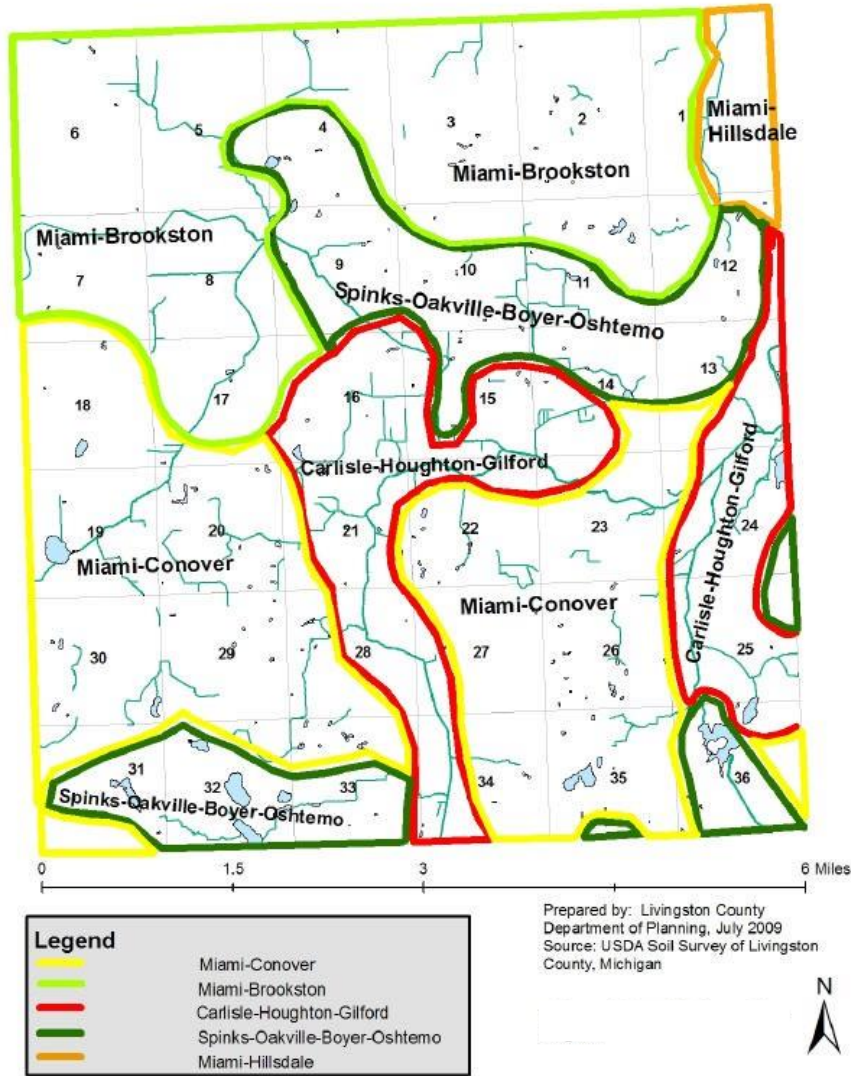 6
5
4
3
2
1
Miami-
Hillsdale
Miami-Brookston
Miami-Brookston
7
8
9
10
11
12
Spinks-Oakville-Boyer-Oshtemo
18
17
16
15
14
13
Carlisle-Houghton-Gilford
19
20
21
22
23
24
Miami-Conover
Miami-Conover
Carlisle-Houghton-Gilford
30
29
28
27
26
25
31
32
33
34
35
36
Spinks-Oakville-Boyer-Oshtemo
0 1.5 3 6 Miles
Legend
Miami-Conover
Miami-Brookston
Carlisle-Houghton-Gilford
Spinks-Oakville-Boyer-Oshtemo
Miami-Hillsdale
Prepared by: Livingston County
Department of Planning, July 2009
Source: USDA Soil Survey of Livingston
County, Michigan
N